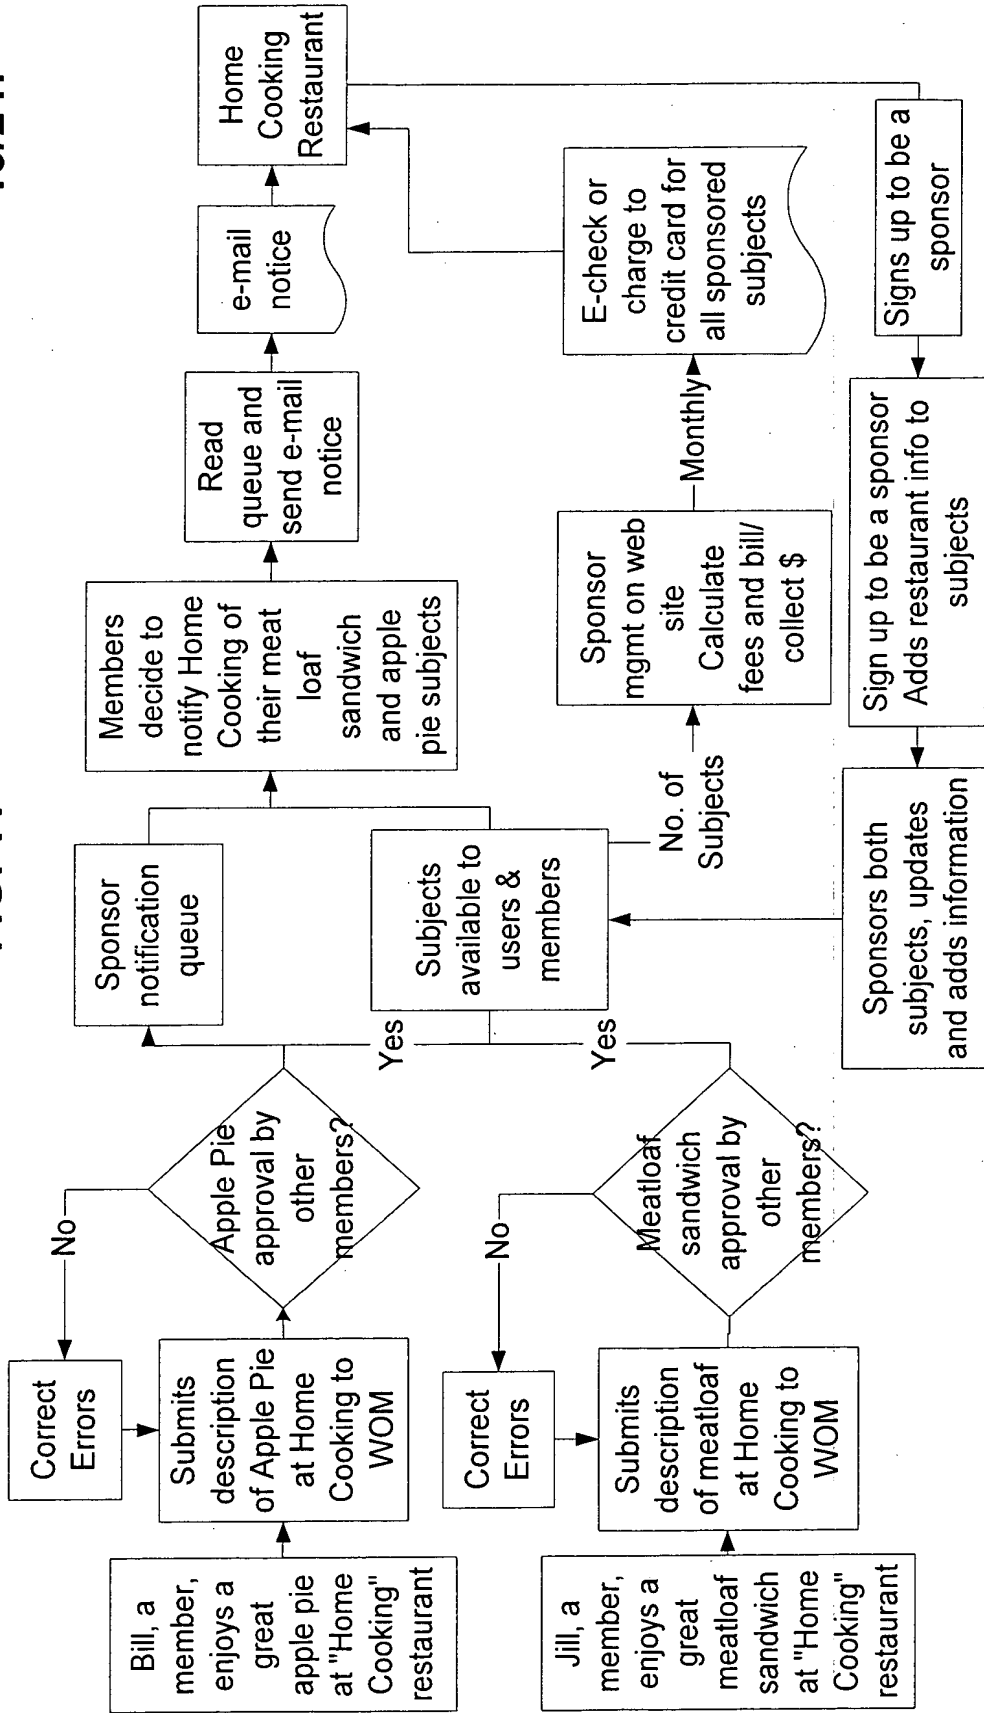 Bill, a
member,
enjoys a
great
apple pie
at "Home
Cooking"
restaurant
Submits
description
of Apple Pie
at Home
Cooking to
WOM
Correct
Errors
No
Apple Pie
approval by
other
members?
Yes
Sponsor
notification
queue
Members
decide to
notify Home
Cooking of
their meat
loaf
sandwich
and apple
pie subjects
Read
queue and
send e-mail
notice
e-mail
notice
Home
Cooking
Restaurant
Jill, a
member,
enjoys a
great
meatloaf
sandwich
at "Home
Cooking"
restaurant
Submits
description
of meatloaf
at Home
Cooking to
WOM
Correct
Errors
No
Meatloaf
sandwich
approval by
other
members?
Yes
Subjects
available to
users &
members
No. of
Subjects
Sponsor
mgmt on web
site
Calculate
fees and bill/
collect $
Monthly
E-check or
charge to
credit card for
all sponsored
subjects
Sponsors both
subjects, updates
and adds information
Sign up to be a sponsor
Adds restaurant info to
subjects
Signs up to be a
sponsor